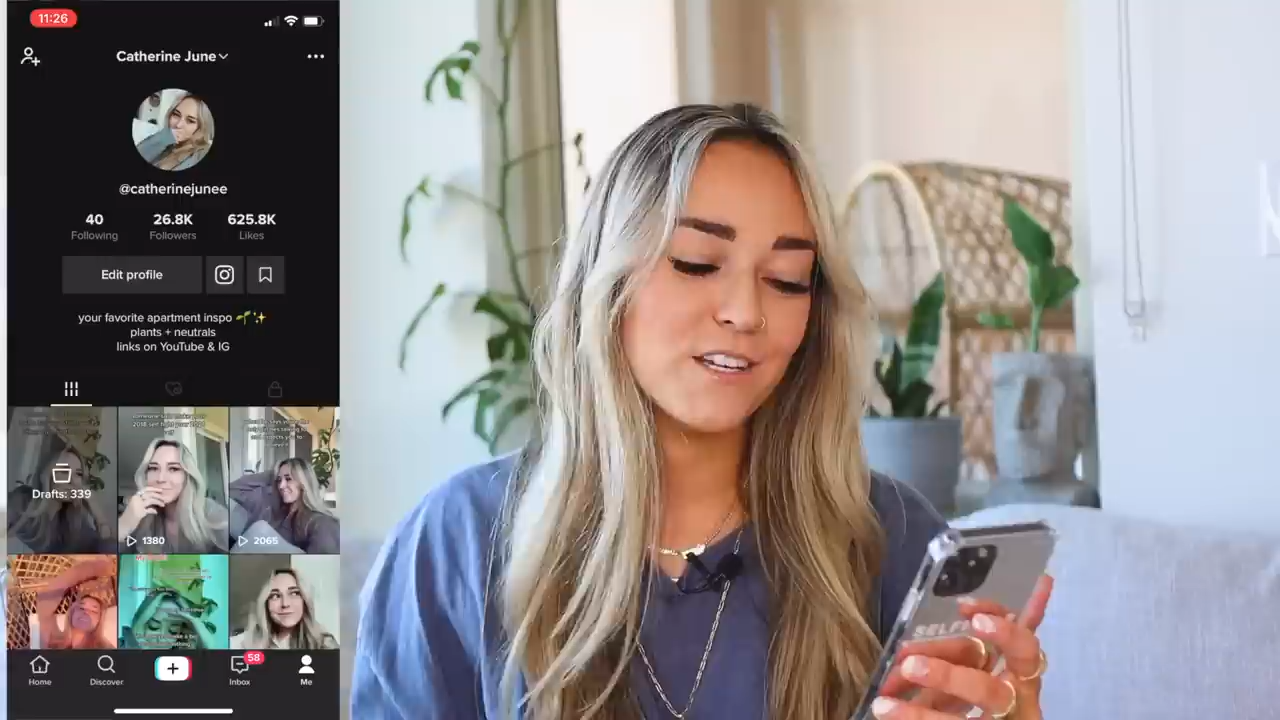 11:26
Catherine June
@catherinejunee
40 26.8K 625.8K
Following Followers Likes
Edit profile
your favorite apartment inspo 🌱✨
plants + neutrals
links on YouTube & IG
Drafts: 339
1380
2065
Home Discover Inbox 58 Me